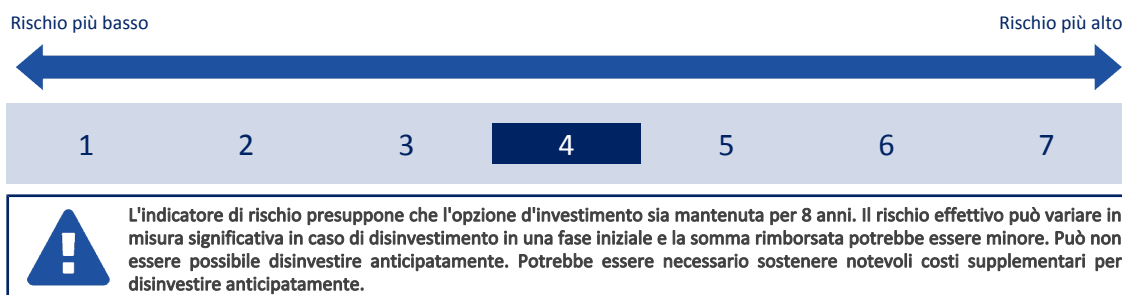 Rischio più basso Rischio più alto
1 2 3 4 5 6 7
L'indicatore di rischio presuppone che l'opzione d'investimento sia mantenuta per 8 anni. Il rischio effettivo può variare in
misura significativa in caso di disinvestimento in una fase iniziale e la somma rimborsata potrebbe essere minore. Può non
essere possibile disinvestire anticipatamente. Potrebbe essere necessario sostenere notevoli costi supplementari per
disinvestire anticipatamente.